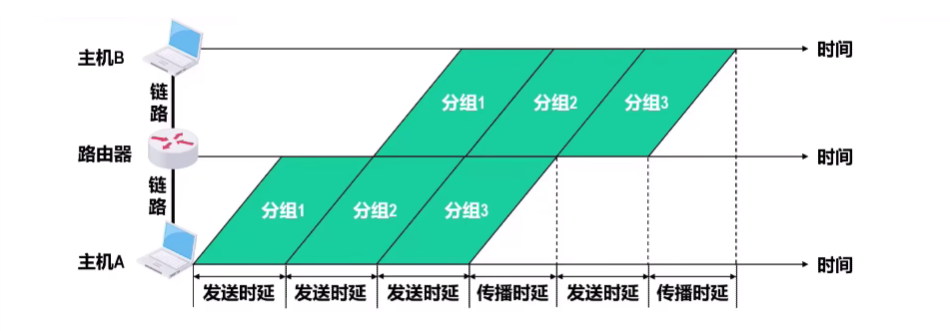 主机B
时间
分组1
分组2
分组3
链路
路由器
时间
链路
分组1
分组2
分组3
主机A
时间
发送时延
发送时延
发送时延
传播时延
发送时延
传播时延